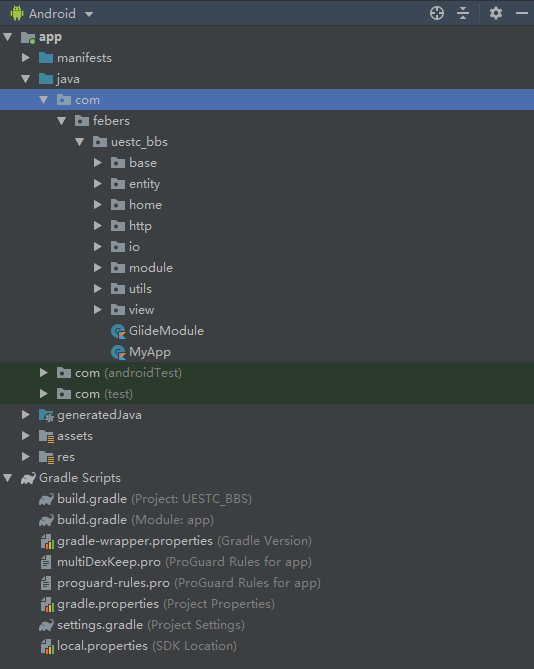 Android
app
manifests
java
com
febers
uestc_bbs
base
entity
home
http
io
module
utils
view
GlideModule
MyApp
com (androidTest)
com (test)
generatedJava
assets
res
Gradle Scripts
build.gradle (Project: UESTC_BBS)
build.gradle (Module: app)
gradle-wrapper.properties (Gradle Version)
multiDexKeep.pro (ProGuard Rules for app)
proguard-rules.pro (ProGuard Rules for app)
gradle.properties (Project Properties)
settings.gradle (Project Settings)
local.properties (SDK Location)